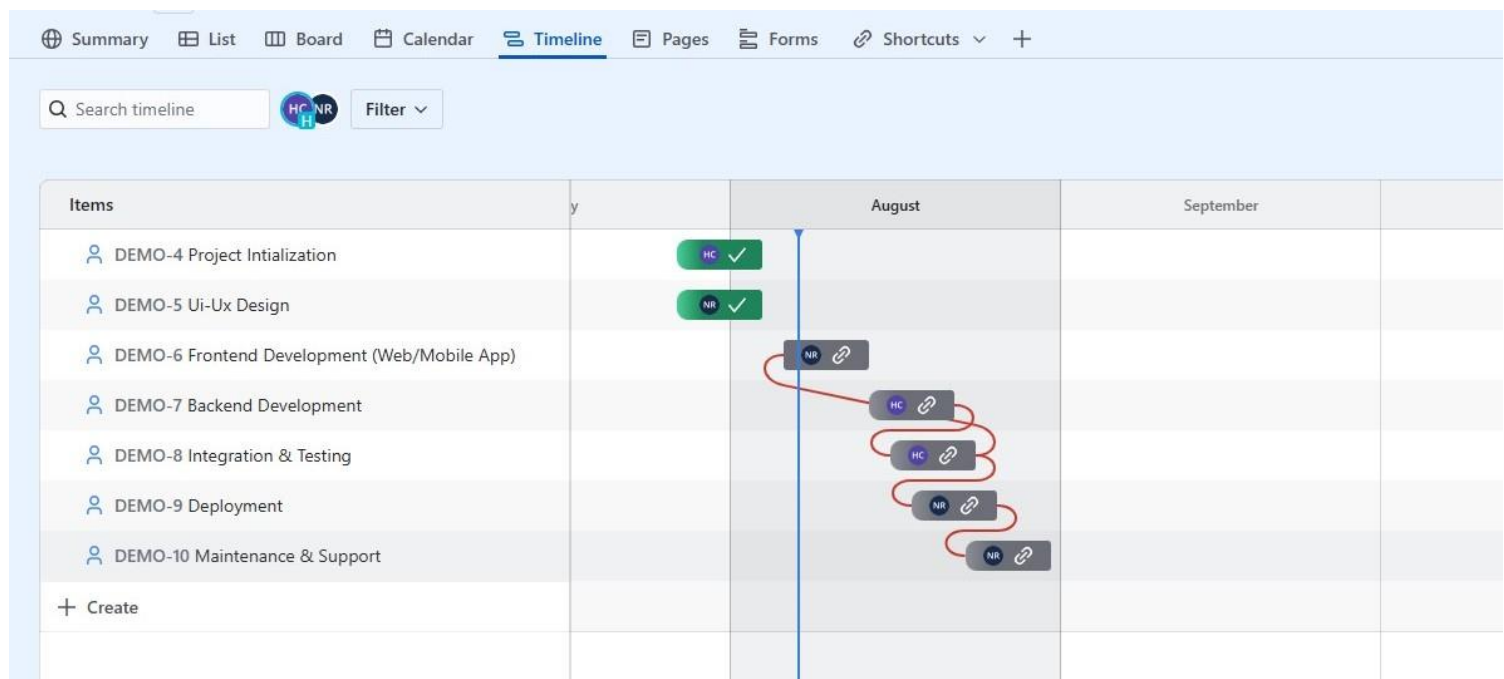 Summary List Board Calendar Timeline Pages Forms Shortcuts
Search timeline HC H NR Filter
Items y August September
DEMO-4 Project Intialization HC
DEMO-5 Ui-Ux Design NR
DEMO-6 Frontend Development (Web/Mobile App) NR
DEMO-7 Backend Development HC
DEMO-8 Integration & Testing HC
DEMO-9 Deployment NR
DEMO-10 Maintenance & Support NR
+ Create